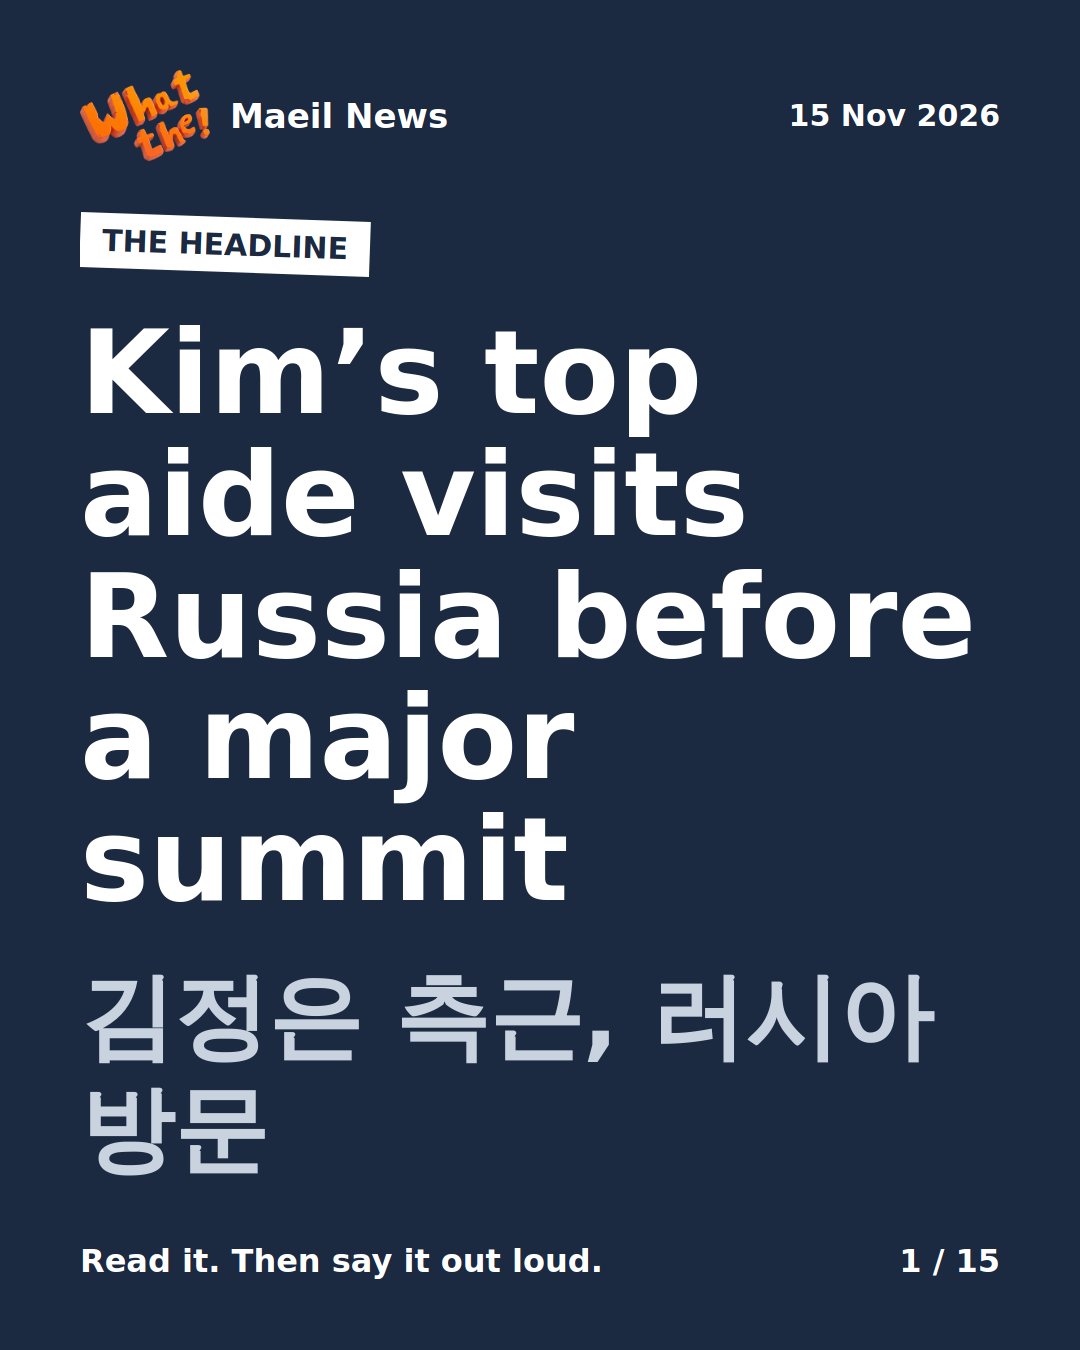 What
the!
Maeil News
15 Nov 2026
THE HEADLINE
Kim’s top
aide visits
Russia before
a major
summit
김정은 측근, 러시아
방문
Read it. Then say it out loud.
1 / 15